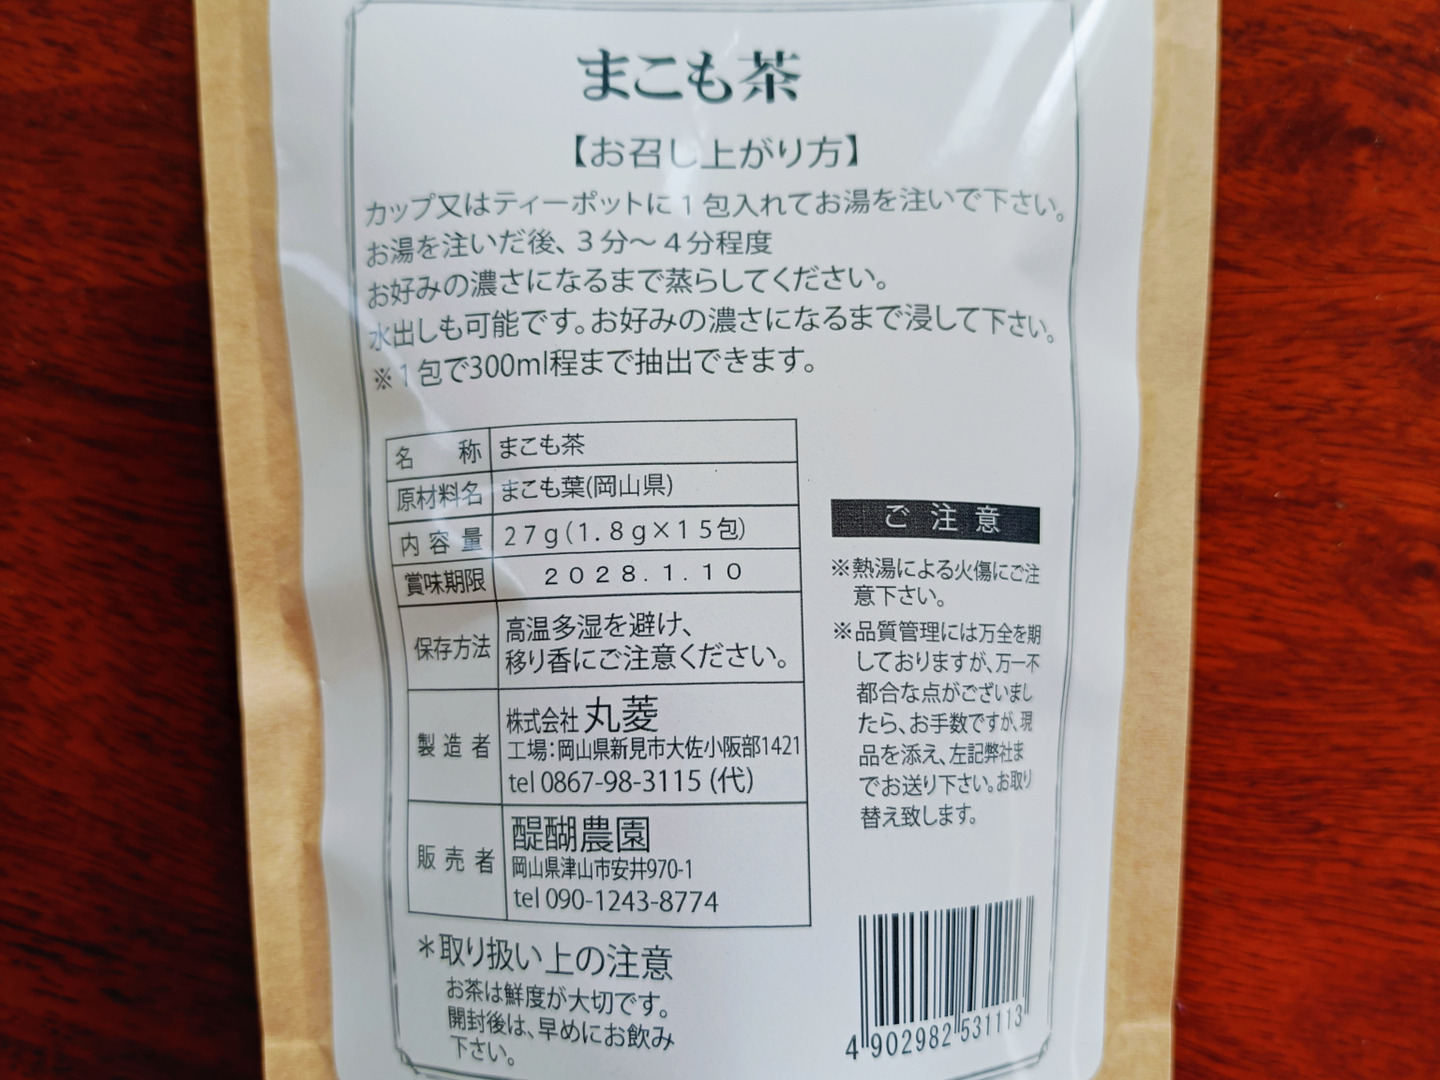 まこも茶
【お召し上がり方】
カップ又はティーポットに１包入れてお湯を注いで下さい。
お湯を注いだ後、３分～４分程度
お好みの濃さになるまで蒸らしてください。
水出しも可能です。お好みの濃さになるまで浸して下さい。
※１包で300ml程まで抽出できます。
名 称 まこも茶
原材料名 まこも葉(岡山県)
内容量 27g(1.8g×15包)
賞味期限 2028.1.10
保存方法 高温多湿を避け、
移り香にご注意ください。
製造者 株式会社 丸菱
工場：岡山県新見市大佐小阪部1421
tel 0867-98-3115 (代)
販売者 醍醐農園
岡山県津山市安井970-1
tel 090-1243-8774
＊取り扱い上の注意
お茶は鮮度が大切です。
開封後は、早めにお飲み
下さい。
ご注意
※熱湯による火傷にご注
意下さい。
※品質管理には万全を期
しておりますが、万一不
都合な点がございまし
たら、お手数ですが、現
品を添え、左記弊社ま
でお送り下さい。お取り
替え致します。
4 902982 531113